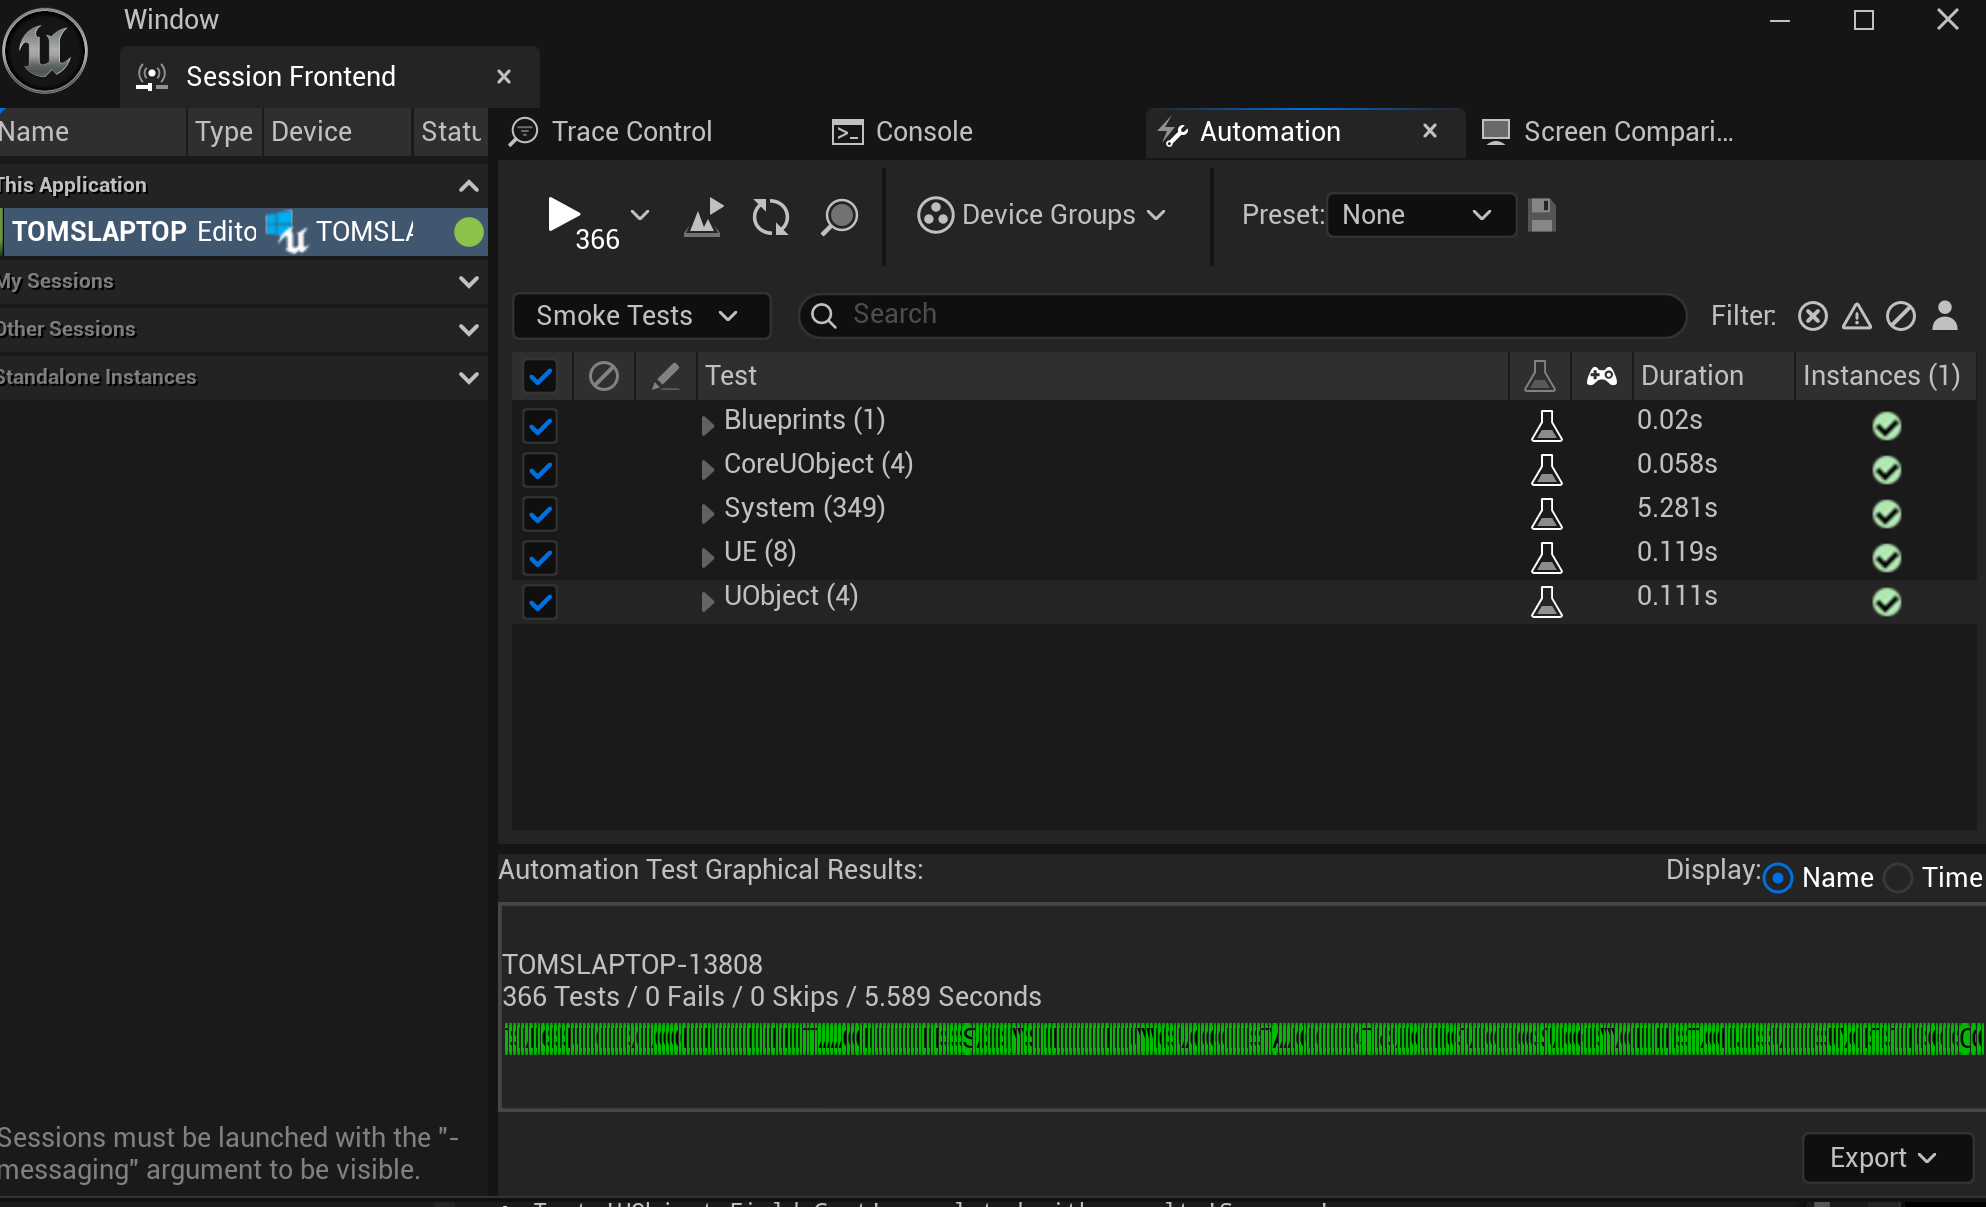 Window
Session Frontend
Name Type Device Statu
This Application
TOMSLAPTOP Edito TOMSLA
My Sessions
Other Sessions
Standalone Instances
Sessions must be launched with the "-
messaging" argument to be visible.
Trace Control Console Automation Screen Compari...
366 Device Groups Preset: None
Smoke Tests Search Filter:
Test Duration Instances (1)
Blueprints (1) 0.02s
CoreUObject (4) 0.058s
System (349) 5.281s
UE (8) 0.119s
UObject (4) 0.111s
Automation Test Graphical Results: Display: Name Time
TOMSLAPTOP-13808
366 Tests / 0 Fails / 0 Skips / 5.589 Seconds
Export